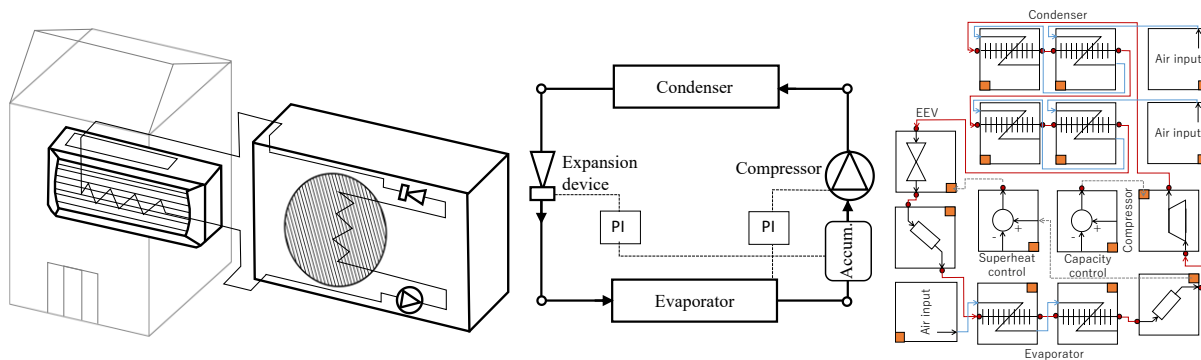 Condenser
Expansion
device
Compressor
PI
PI
Accum.
Evaporator
Condenser
Air input
EEV
Air input
Compressor
+
-
+
-
Superheat
control
Capacity
control
Air input
Evaporator